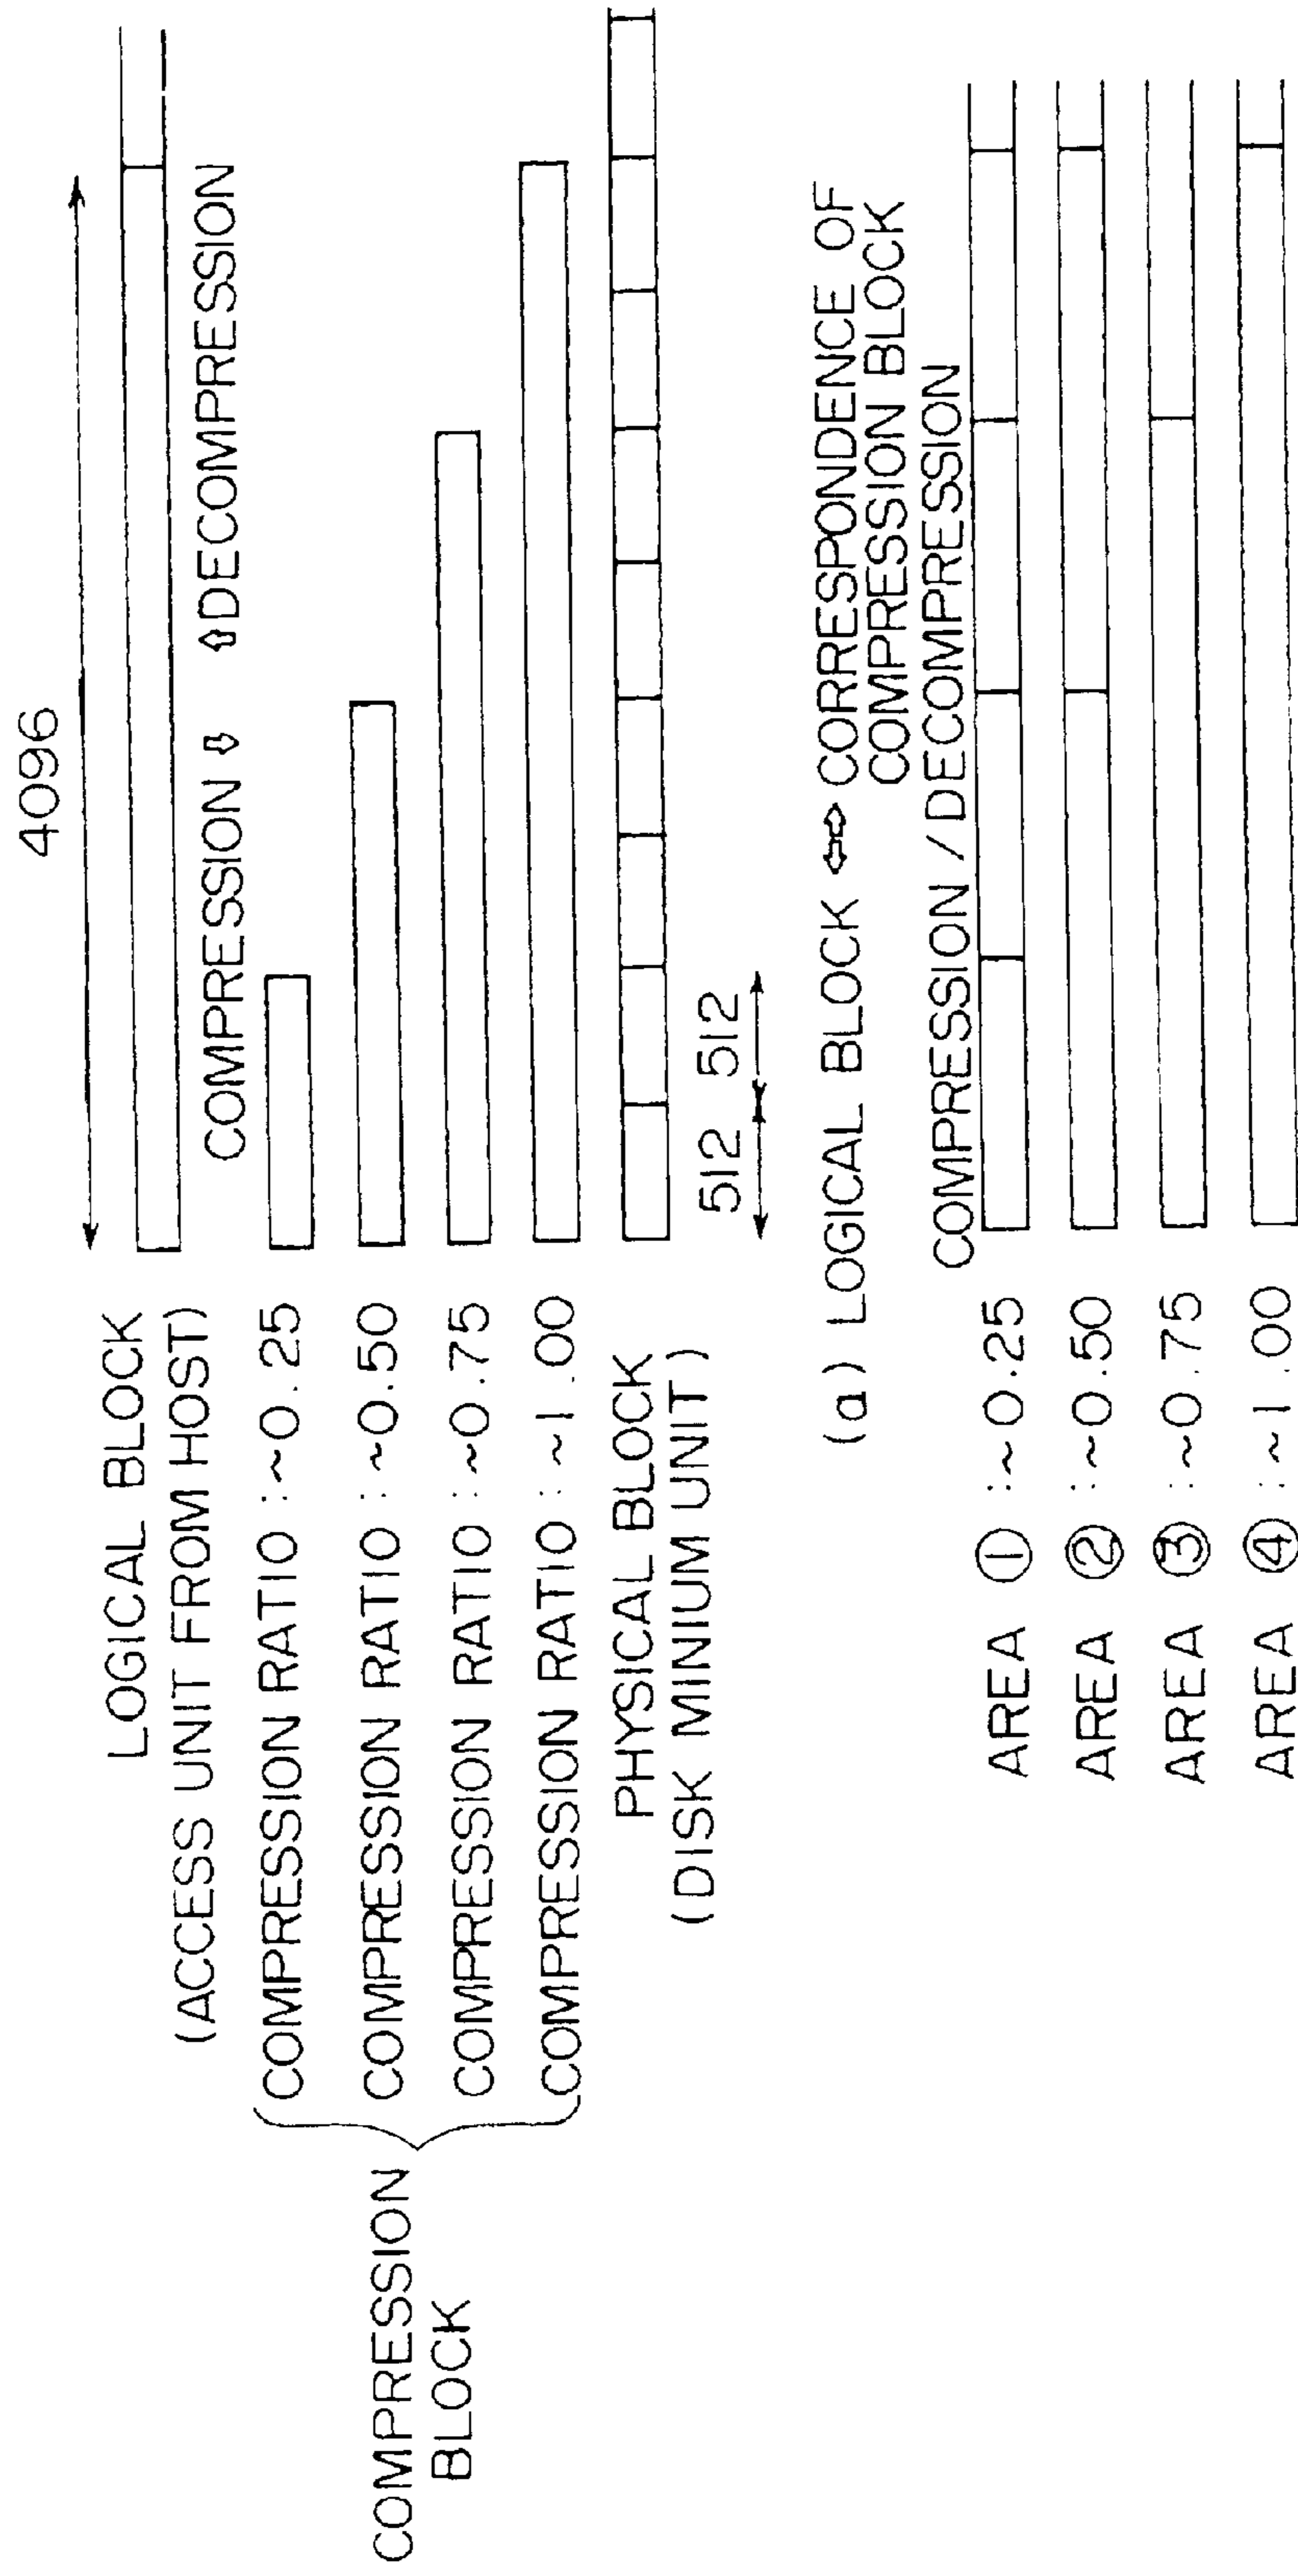 4096
LOGICAL BLOCK
(ACCESS UNIT FROM HOST)
COMPRESSION ⇩ ⇧DECOMPRESSION
COMPRESSION BLOCK
COMPRESSION RATIO :~0.25
COMPRESSION RATIO :~0.50
COMPRESSION RATIO :~0.75
COMPRESSION RATIO :~1.00
PHYSICAL BLOCK
(DISK MINIUM UNIT)
512 512
(a) LOGICAL BLOCK ⇔ CORRESPONDENCE OF
COMPRESSION BLOCK
COMPRESSION/DECOMPRESSION
AREA ① :~0.25
AREA ② :~0.50
AREA ③ :~0.75
AREA ④ :~1.00